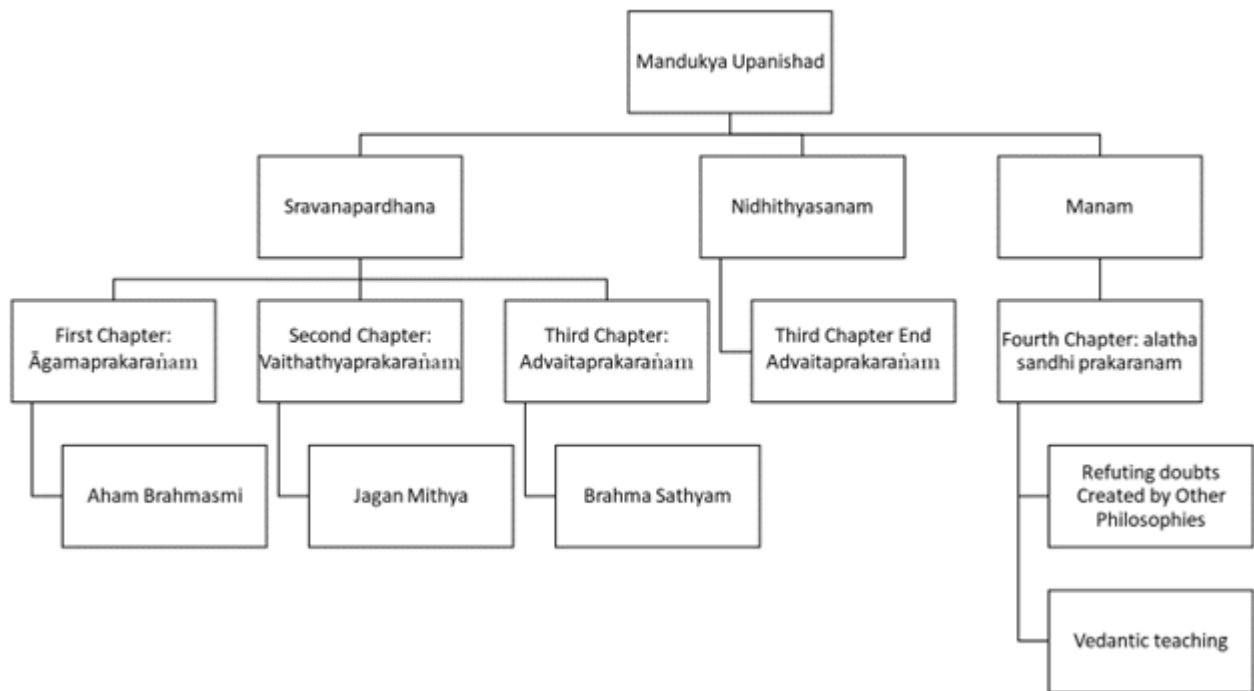 Mandukya Upanishad
Sravanapardhana
Nidhithyasanam
Manam
First Chapter:
Āgamaprakaraṅam
Second Chapter:
Vaithathyaprakaraṅam
Third Chapter:
Advaitaprakaraṅam
Third Chapter End
Advaitaprakaraṅam
Fourth Chapter: alatha
sandhi prakaranam
Aham Brahmasmi
Jagan Mithya
Brahma Sathyam
Refuting doubts
Created by Other
Philosophies
Vedantic teaching